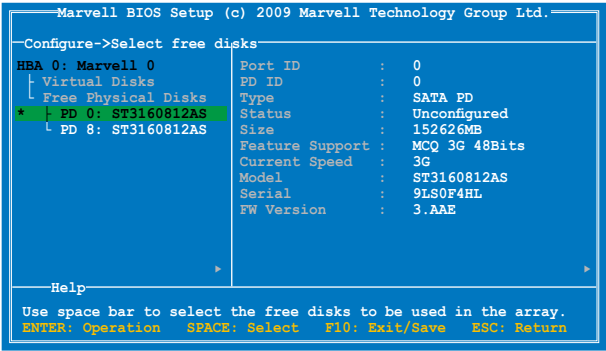 Marvell BIOS Setup (c) 2009 Marvell Technology Group Ltd.
Configure->Select free disks
HBA 0: Marvell 0
Virtual Disks
Free Physical Disks
* PD 0: ST3160812AS
PD 8: ST3160812AS
Port ID : 0
PD ID : 0
Type : SATA PD
Status : Unconfigured
Size : 152626MB
Feature Support : MCQ 3G 48Bits
Current Speed : 3G
Model : ST3160812AS
Serial : 9LS0F4HL
FW Version : 3.AAE
Help
Use space bar to select the free disks to be used in the array.
ENTER: Operation SPACE: Select F10: Exit/Save ESC: Return